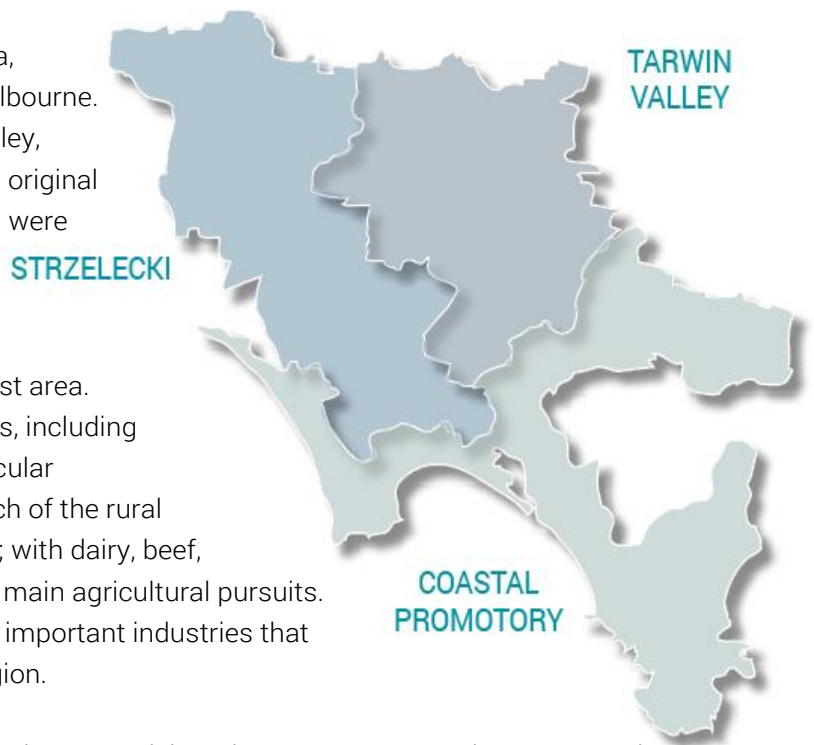 a,
lbourne.
ley,
original
were
st area.
s, including
cular
ch of the rural
; with dairy, beef,
main agricultural pursuits.
important industries that
gion.
TARWIN
VALLEY
STRZELECKI
COASTAL
PROMOTORY